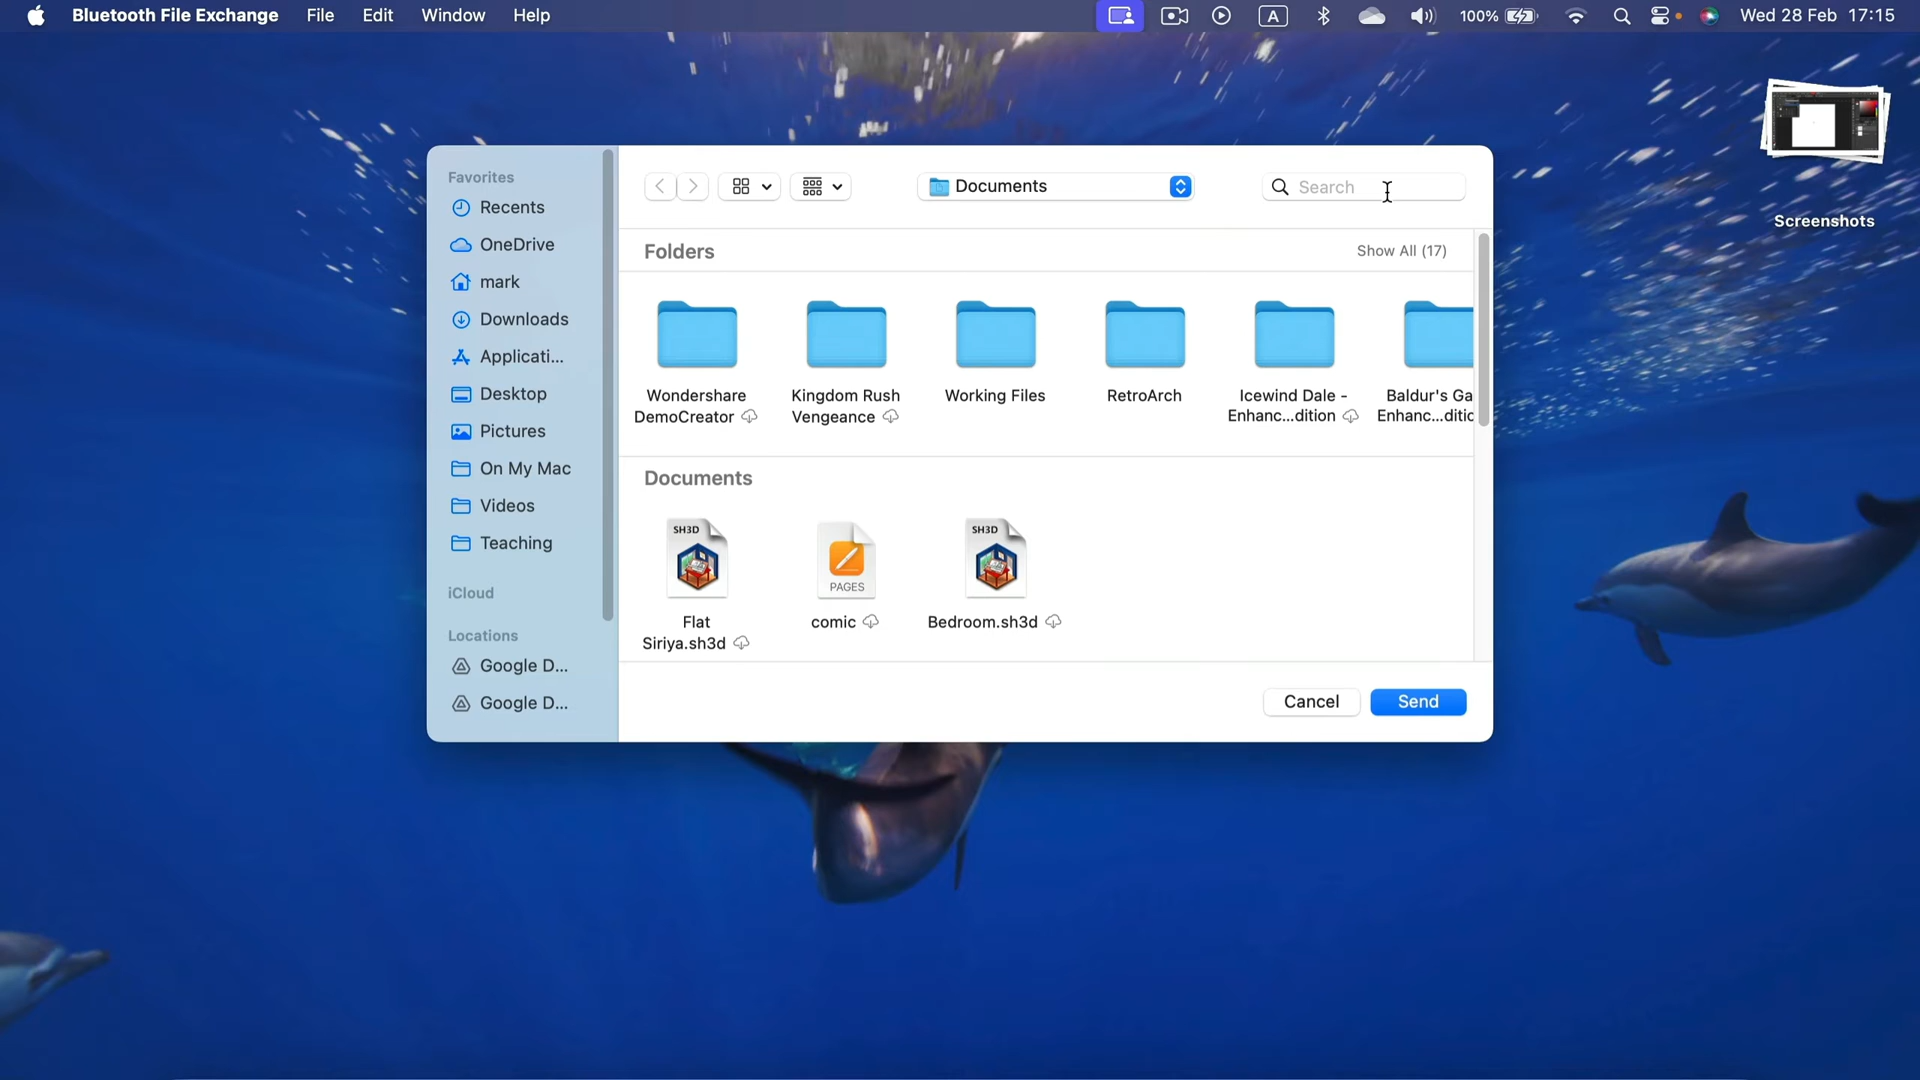 Bluetooth File Exchange File Edit Window Help A 100% Wed 28 Feb 17:15
Screenshots
Favorites
Recents
OneDrive
mark
Downloads
Applicati...
Desktop
Pictures
On My Mac
Videos
Teaching
iCloud
Locations
Google D...
Google D...
Documents
Search
Folders
Show All (17)
Wondershare
DemoCreator
Kingdom Rush
Vengeance
Working Files
RetroArch
Icewind Dale -
Enhanc...dition
Baldur's Ga
Enhanc...ditic
Documents
SH3D
Flat
Siriya.sh3d
PAGES
comic
SH3D
Bedroom.sh3d
Cancel
Send